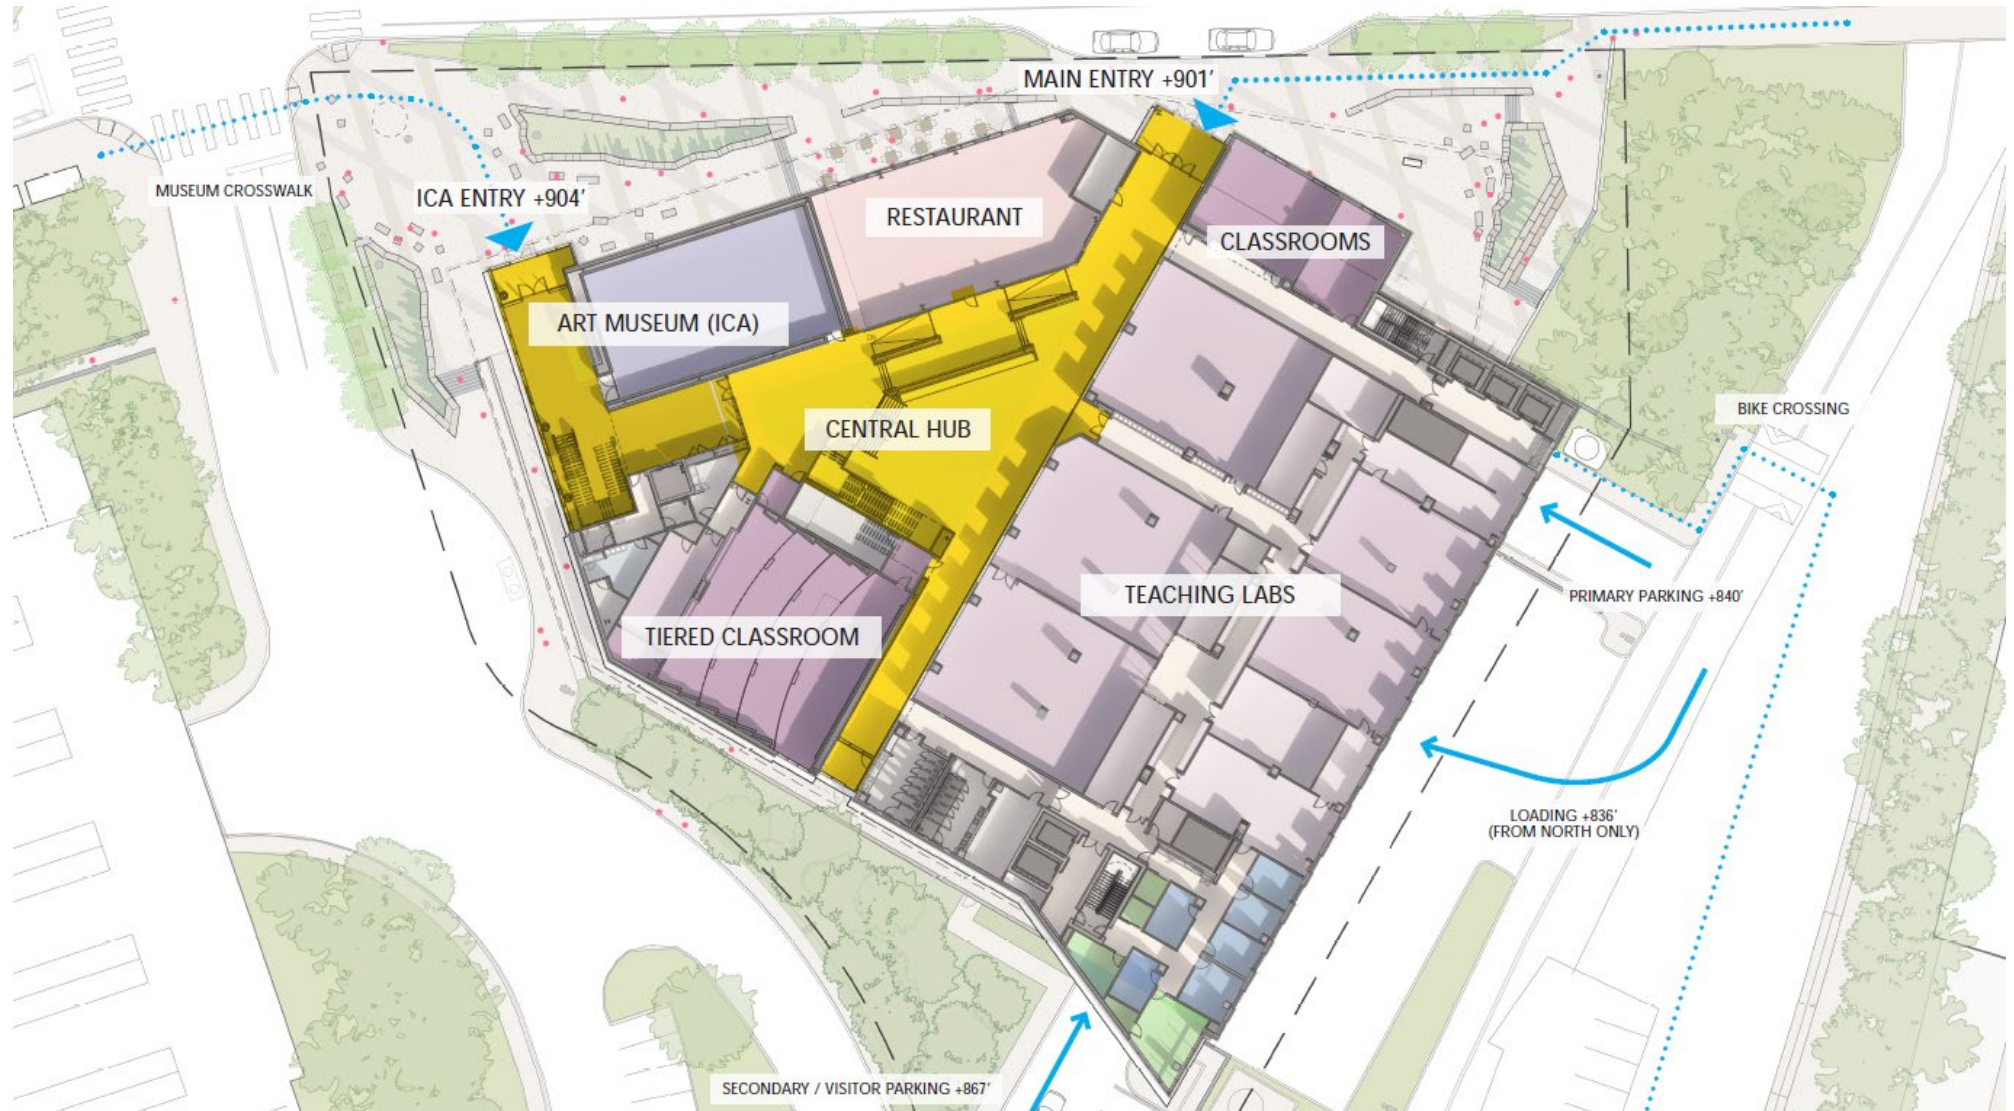 MAIN ENTRY +901'
MUSEUM CROSSWALK
ICA ENTRY +904'
RESTAURANT
CLASSROOMS
ART MUSEUM (ICA)
CENTRAL HUB
BIKE CROSSING
TEACHING LABS
PRIMARY PARKING +840'
TIERED CLASSROOM
LOADING +836'
(FROM NORTH ONLY)
SECONDARY / VISITOR PARKING +867'